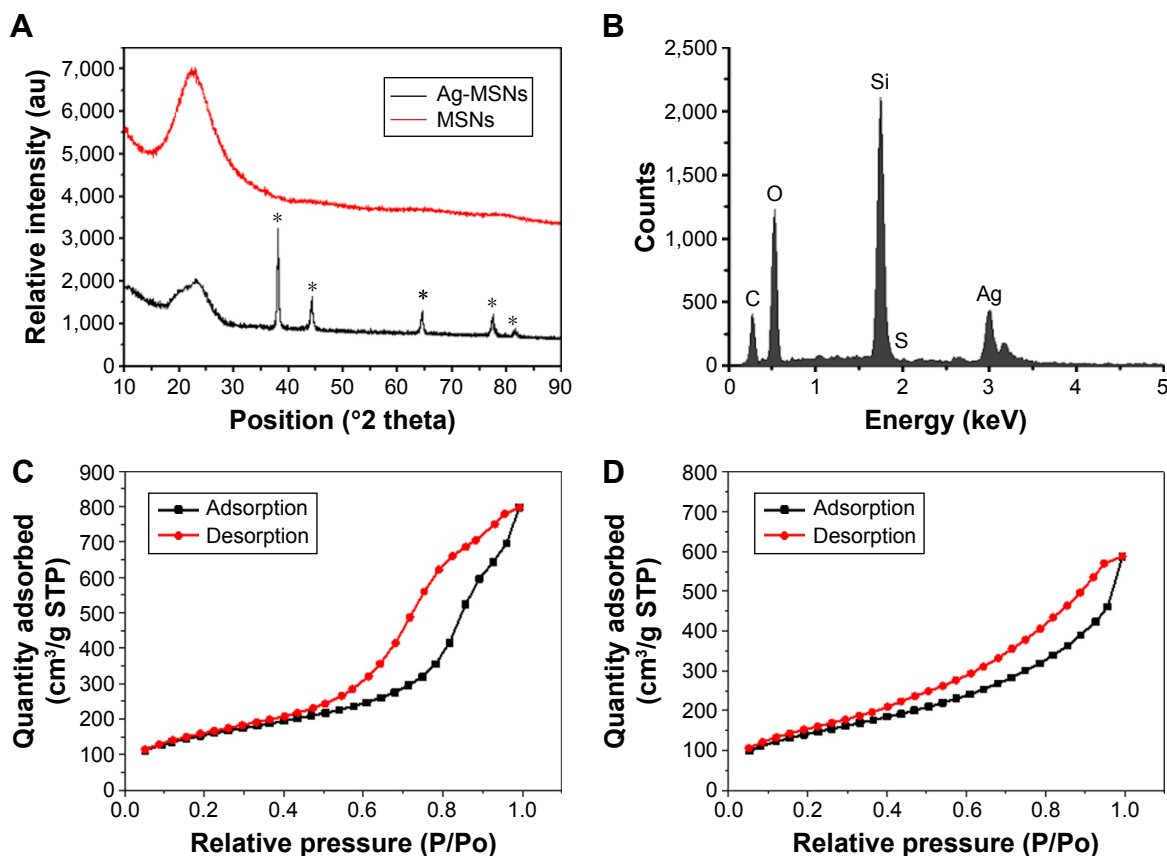 A
Relative intensity (au)
7,000
6,000
5,000
4,000
3,000
2,000
1,000
0
Ag-MSNs
MSNs
*
*
*
*
*
10 20 30 40 50 60 70 80 90
Position (°2 theta)
B
Counts
2,500
2,000
1,500
1,000
500
0
C
O
Si
S
Ag
0 1 2 3 4 5
Energy (keV)
C
Quantity adsorbed
(cm³/g STP)
900
800
700
600
500
400
300
200
100
0
Adsorption
Desorption
0.0 0.2 0.4 0.6 0.8 1.0
Relative pressure (P/Po)
D
Quantity adsorbed
(cm³/g STP)
800
700
600
500
400
300
200
100
0
Adsorption
Desorption
0.0 0.2 0.4 0.6 0.8 1.0
Relative pressure (P/Po)